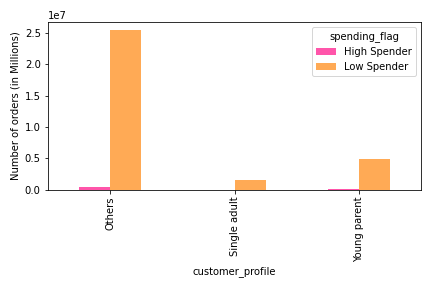 1e7
Number of orders (in Millions)
2.5
2.0
1.5
1.0
0.5
0.0
spending_flag
High Spender
Low Spender
Others
Single adult
Young parent
customer_profile